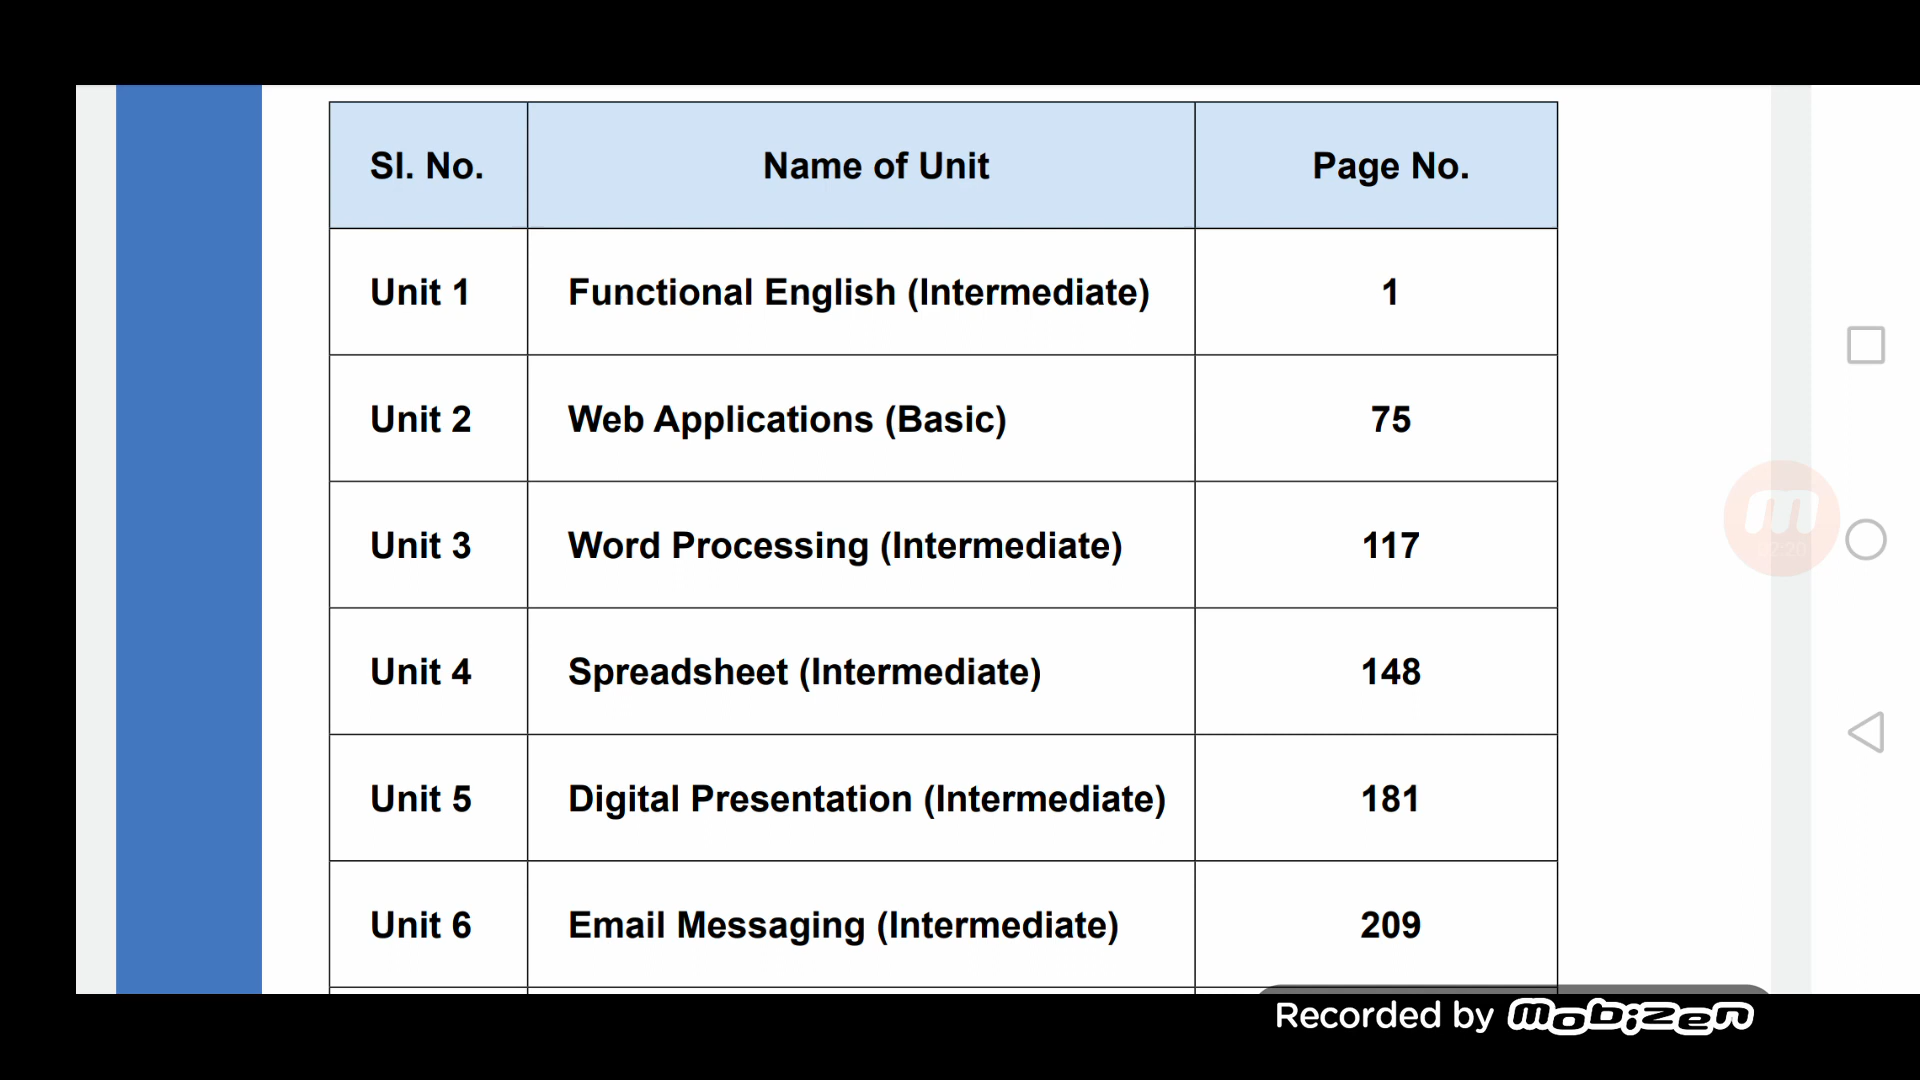 Sl. No. Name of Unit Page No.
Unit 1 Functional English (Intermediate) 1
Unit 2 Web Applications (Basic) 75
Unit 3 Word Processing (Intermediate) 117
Unit 4 Spreadsheet (Intermediate) 148
Unit 5 Digital Presentation (Intermediate) 181
Unit 6 Email Messaging (Intermediate) 209
Recorded by mobizen